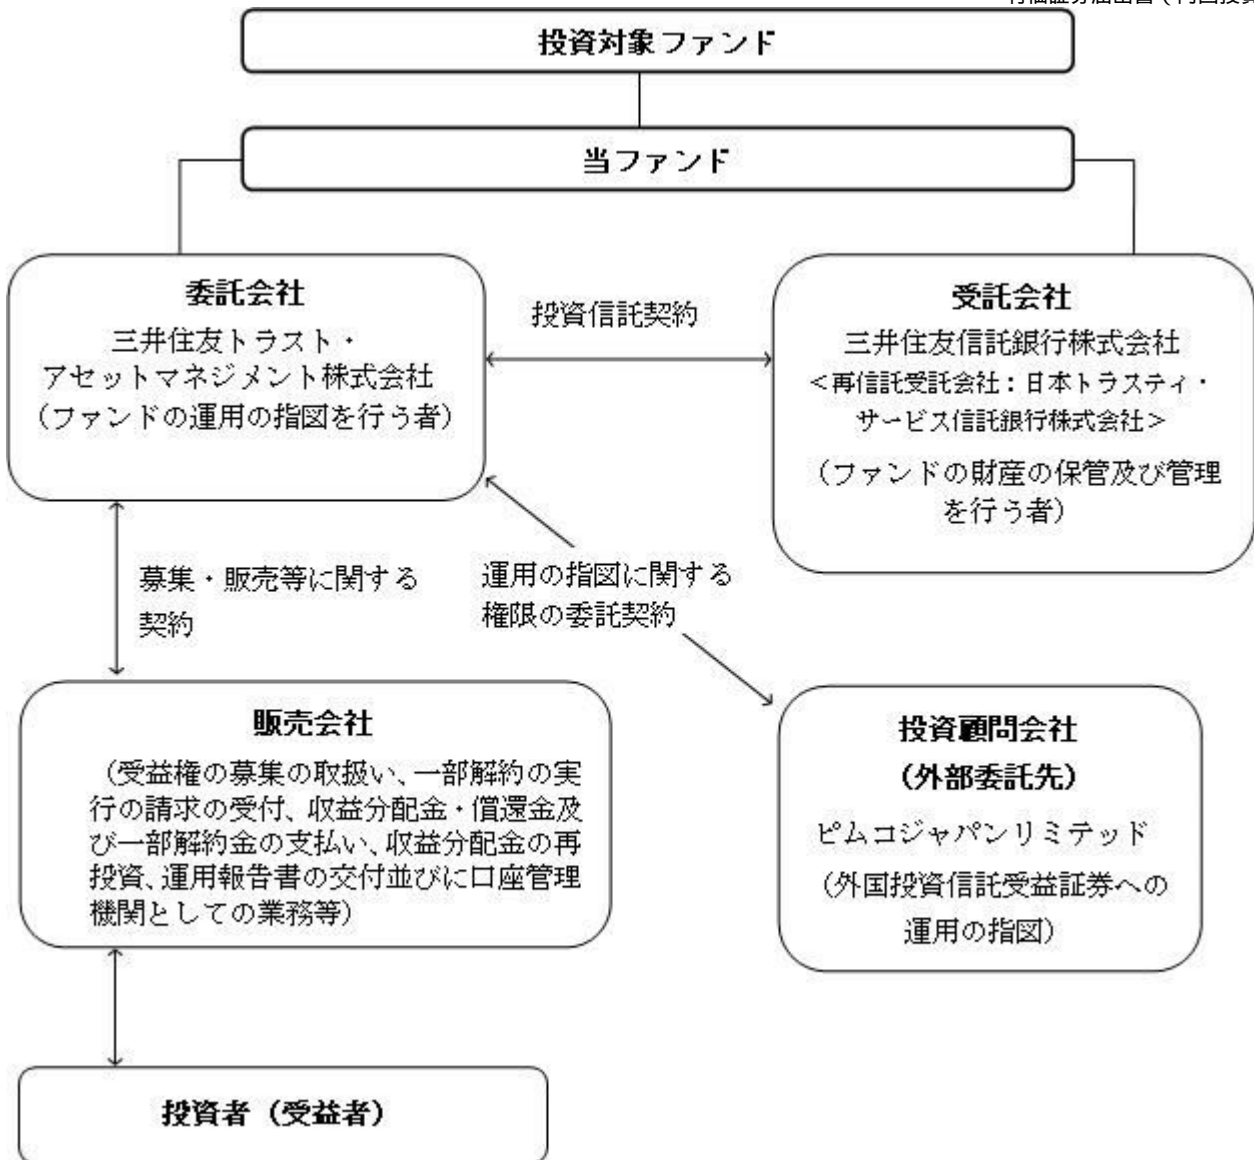 投資対象ファンド
当ファンド
委託会社
三井住友トラスト・
アセットマネジメント株式会社
(ファンドの運用の指図を行う者)
投資信託契約
受託会社
三井住友信託銀行株式会社
<再信託受託会社:日本トラスティ・
サービス信託銀行株式会社>
(ファンドの財産の保管及び管理
を行う者)
募集・販売等に関する
契約
運用の指図に関する
権限の委託契約
販売会社
(受益権の募集の取扱い、一部解約の実
行の請求の受付、収益分配金・償還金及
び一部解約金の支払い、収益分配金の再
投資、運用報告書の交付並びに口座管理
機関としての業務等)
投資顧問会社
(外部委託先)
ピムコジャパンリミテッド
(外国投資信託受益証券への
運用の指図)
投資者(受益者)